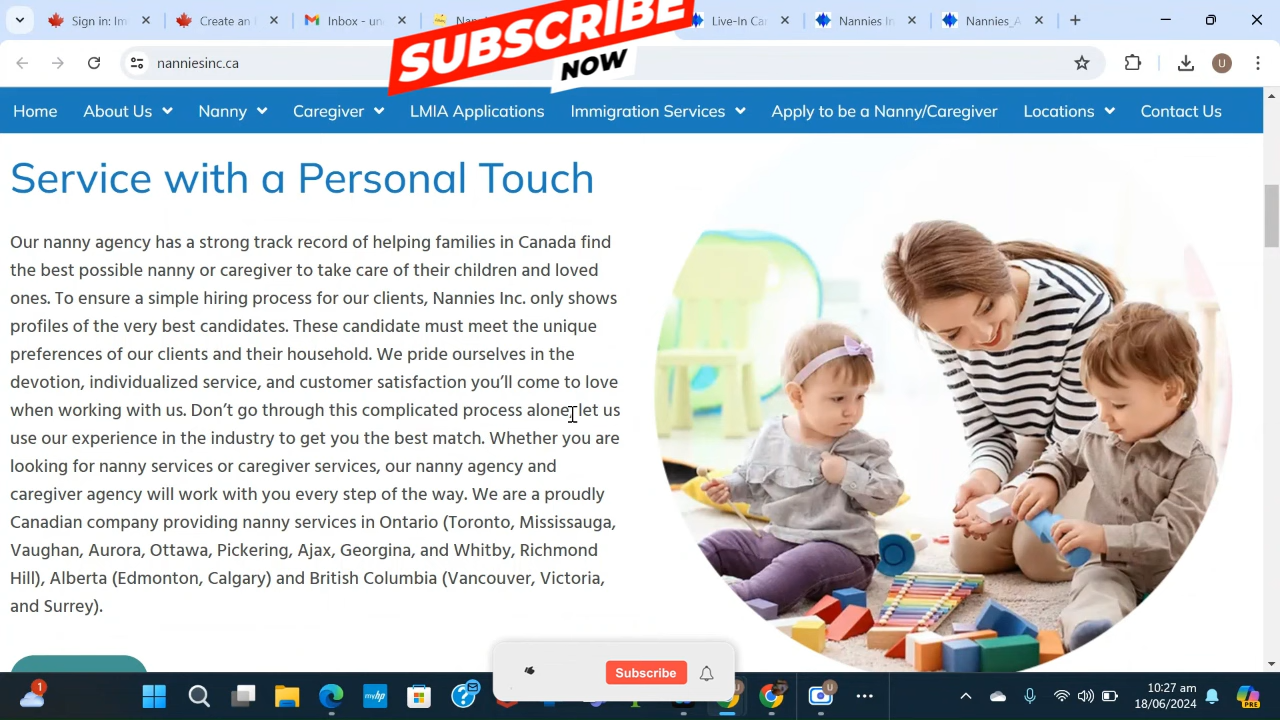 Sign in: Im
Create an
Inbox - un
Nan
Live-In Car
Nannies In
Nannies_A
SUBSCRIBE
NOW
nanniesinc.ca
U
Home About Us Nanny Caregiver LMIA Applications Immigration Services Apply to be a Nanny/Caregiver Locations Contact Us
Service with a Personal Touch
Our nanny agency has a strong track record of helping families in Canada find
the best possible nanny or caregiver to take care of their children and loved
ones. To ensure a simple hiring process for our clients, Nannies Inc. only shows
profiles of the very best candidates. These candidate must meet the unique
preferences of our clients and their household. We pride ourselves in the
devotion, individualized service, and customer satisfaction you’ll come to love
when working with us. Don’t go through this complicated process alone, let us
use our experience in the industry to get you the best match. Whether you are
looking for nanny services or caregiver services, our nanny agency and
caregiver agency will work with you every step of the way. We are a proudly
Canadian company providing nanny services in Ontario (Toronto, Mississauga,
Vaughan, Aurora, Ottawa, Pickering, Ajax, Georgina, and Whitby, Richmond
Hill), Alberta (Edmonton, Calgary) and British Columbia (Vancouver, Victoria,
and Surrey).
Subscribe
1
myhp
U
U
U
10:27 am
18/06/2024
PRE